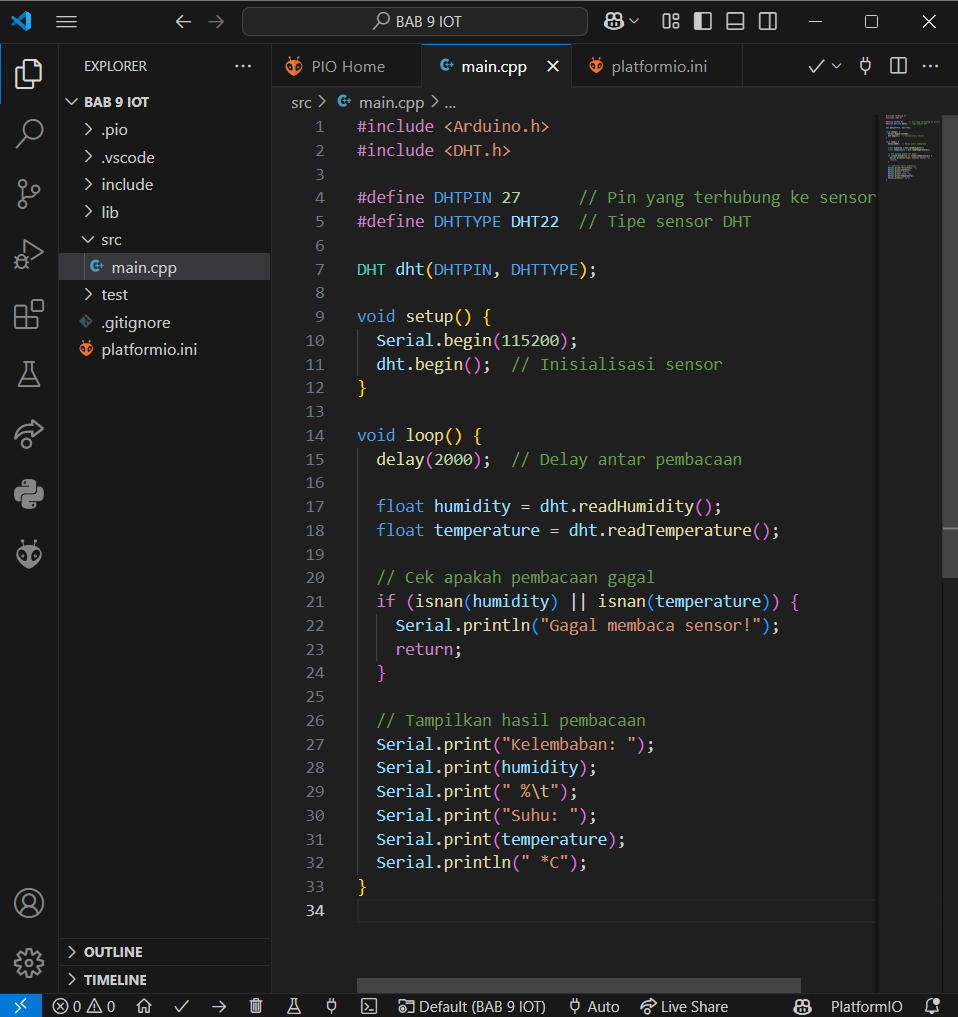 BAB 9 IOT
EXPLORER
PIO Home
main.cpp
platformio.ini
BAB 9 IOT
.pio
.vscode
include
lib
src
main.cpp
test
.gitignore
platformio.ini
src > main.cpp > ...
1 #include <Arduino.h>
2 #include <DHT.h>
3
4 #define DHTPIN 27 // Pin yang terhubung ke sensor
5 #define DHTTYPE DHT22 // Tipe sensor DHT
6
7 DHT dht(DHTPIN, DHTTYPE);
8
9 void setup() {
10 Serial.begin(115200);
11 dht.begin(); // Inisialisasi sensor
12 }
13
14 void loop() {
15 delay(2000); // Delay antar pembacaan
16
17 float humidity = dht.readHumidity();
18 float temperature = dht.readTemperature();
19
20 // Cek apakah pembacaan gagal
21 if (isnan(humidity) || isnan(temperature)) {
22 Serial.println("Gagal membaca sensor!");
23 return;
24 }
25
26 // Tampilkan hasil pembacaan
27 Serial.print("Kelembaban: ");
28 Serial.print(humidity);
29 Serial.print(" %\t");
30 Serial.print("Suhu: ");
31 Serial.print(temperature);
32 Serial.println(" *C");
33 }
34
OUTLINE
TIMELINE
0 0 Default (BAB 9 IOT) Auto Live Share PlatformIO